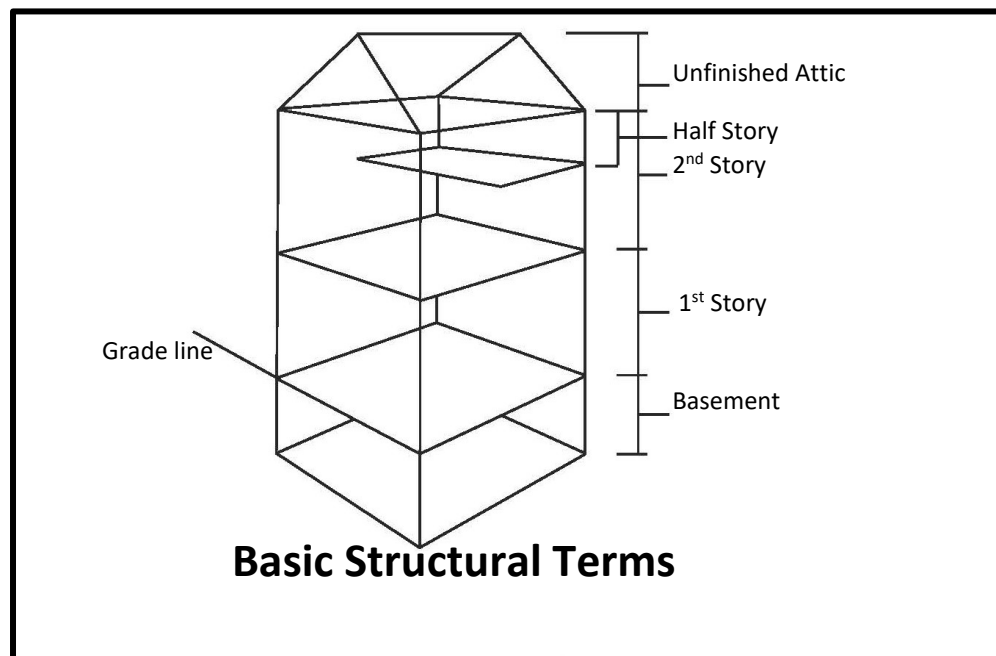 Unfinished Attic
Half Story
2nd Story
1st Story
Grade line
Basement
Basic Structural Terms